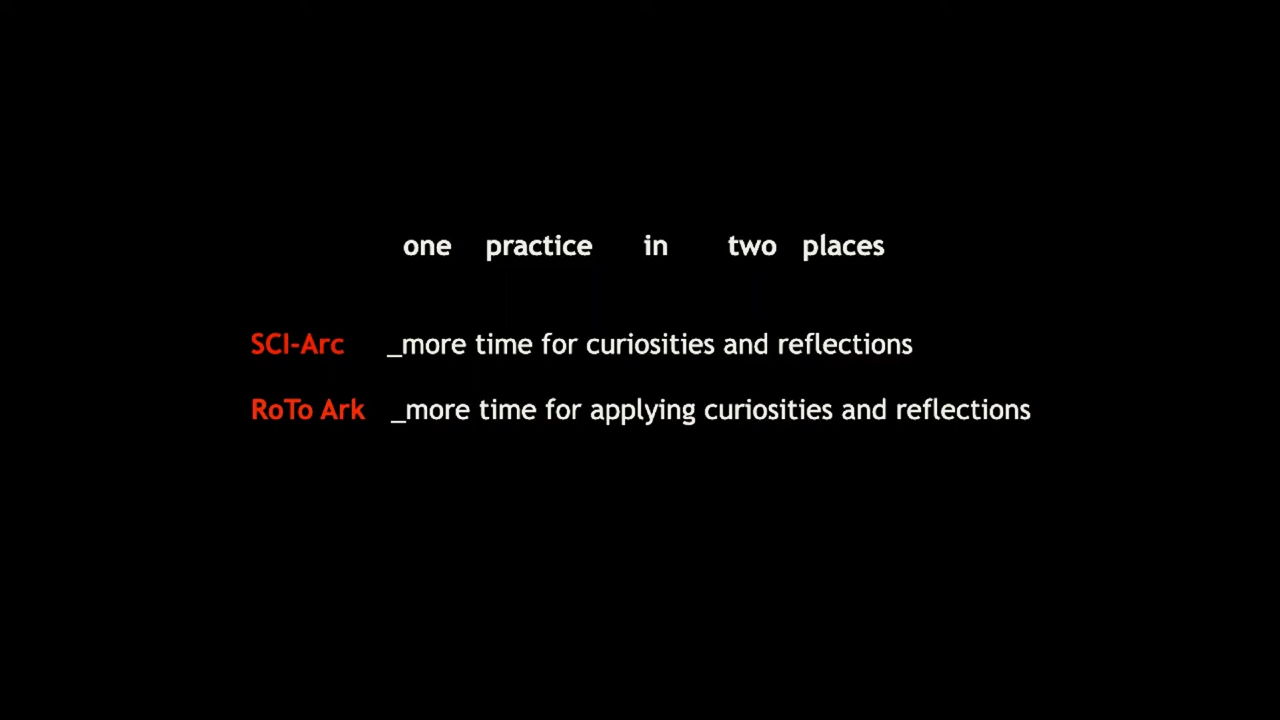 one practice in two places
SCI-Arc _more time for curiosities and reflections
RoTo Ark _more time for applying curiosities and reflections